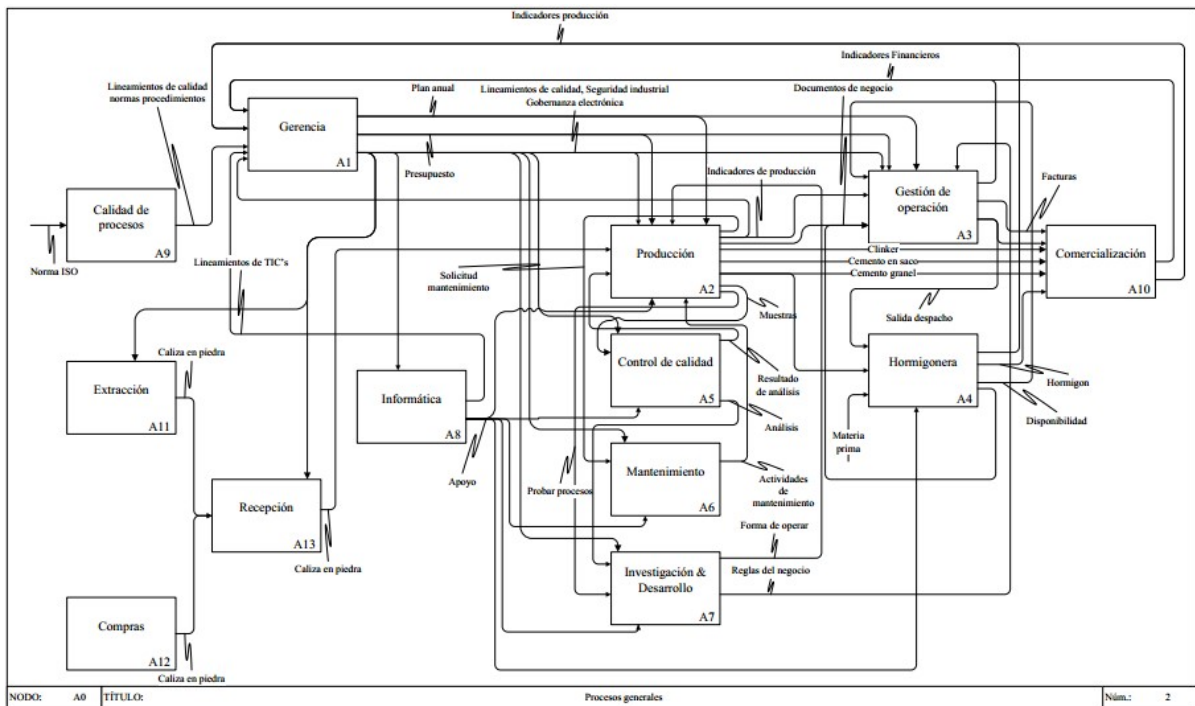 Indicadores producción
Indicadores Financieros
Lineamientos de calidad
normas procedimientos
Plan anual
Lineamientos de calidad, Seguridad industrial
Gobernanza electrónica
Documentos de negocio
Gerencia
A1
Presupuesto
Indicadores de producción
Gestión de
operación
A3
Facturas
Calidad de
procesos
A9
Norma ISO
Lineamientos de TIC's
Solicitud
mantenimiento
Producción
A2
Clinker
Cemento en saco
Cemento granel
Comercialización
A10
Muestras
Salida despacho
Caliza en piedra
Extracción
A11
Informática
A8
Control de calidad
A5
Resultado
de análisis
Hormigonera
A4
Hormigon
Disponibilidad
Análisis
Materia
prima
Apoyo
Probar procesos
Mantenimiento
A6
Actividades
de
mantenimiento
Recepción
A13
Caliza en piedra
Forma de operar
Investigación &
Desarrollo
A7
Reglas del negocio
Compras
A12
Caliza en piedra
NODO: A0 TÍTULO: Procesos generales Núm.: 2